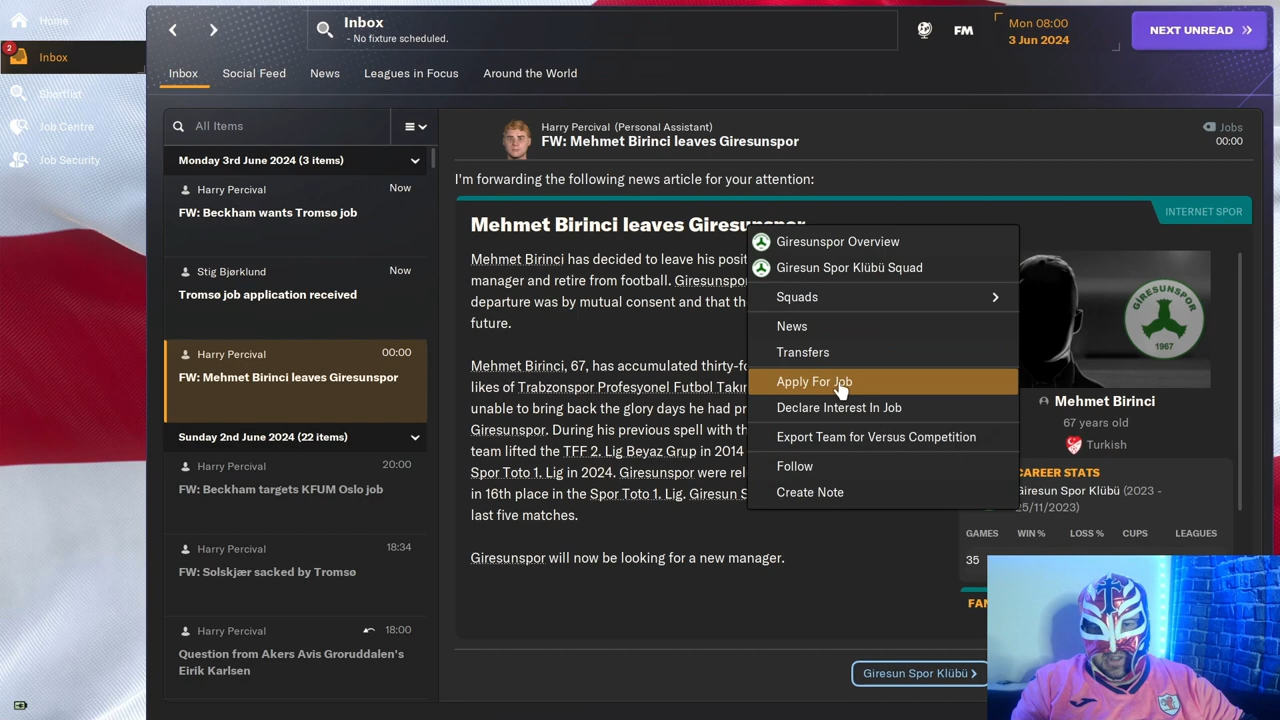 Home
2
Inbox
Shortlist
Job Centre
Job Security
Inbox
- No fixture scheduled.
FM
Mon 08:00
3 Jun 2024
NEXT UNREAD
Inbox
Social Feed
News
Leagues in Focus
Around the World
All Items
Monday 3rd June 2024 (3 items)
Harry Percival
Now
FW: Beckham wants Tromsø job
Stig Bjørklund
Now
Tromsø job application received
Harry Percival
00:00
FW: Mehmet Birinci leaves Giresunspor
Sunday 2nd June 2024 (22 items)
Harry Percival
20:00
FW: Beckham targets KFUM Oslo job
Harry Percival
18:34
FW: Solskjær sacked by Tromsø
Harry Percival
18:00
Question from Akers Avis Groruddalen's
Eirik Karlsen
Harry Percival (Personal Assistant)
FW: Mehmet Birinci leaves Giresunspor
Jobs
00:00
I'm forwarding the following news article for your attention:
INTERNET SPOR
Mehmet Birinci leaves Giresunspor
Mehmet Birinci has decided to leave his posit
manager and retire from football. Giresunspor
departure was by mutual consent and that th
future.
Mehmet Birinci, 67, has accumulated thirty-fo
likes of Trabzonspor Profesyonel Futbol Takın
unable to bring back the glory days he had pr
Giresunspor. During his previous spell with th
team lifted the TFF 2. Lig Beyaz Grup in 2014
Spor Toto 1. Lig in 2024. Giresunspor were rel
in 16th place in the Spor Toto 1. Lig. Giresun S
last five matches.
Giresunspor will now be looking for a new manager.
Giresunspor Overview
Giresun Spor Klübü Squad
Squads
News
Transfers
Apply For Job
Declare Interest In Job
Export Team for Versus Competition
Follow
Create Note
GIRESUNSPOR
1967
Mehmet Birinci
67 years old
Turkish
CAREER STATS
Giresun Spor Klübü (2023 -
25/11/2023)
GAMES
WIN %
LOSS %
CUPS
LEAGUES
35
FAN
Giresun Spor Klübü